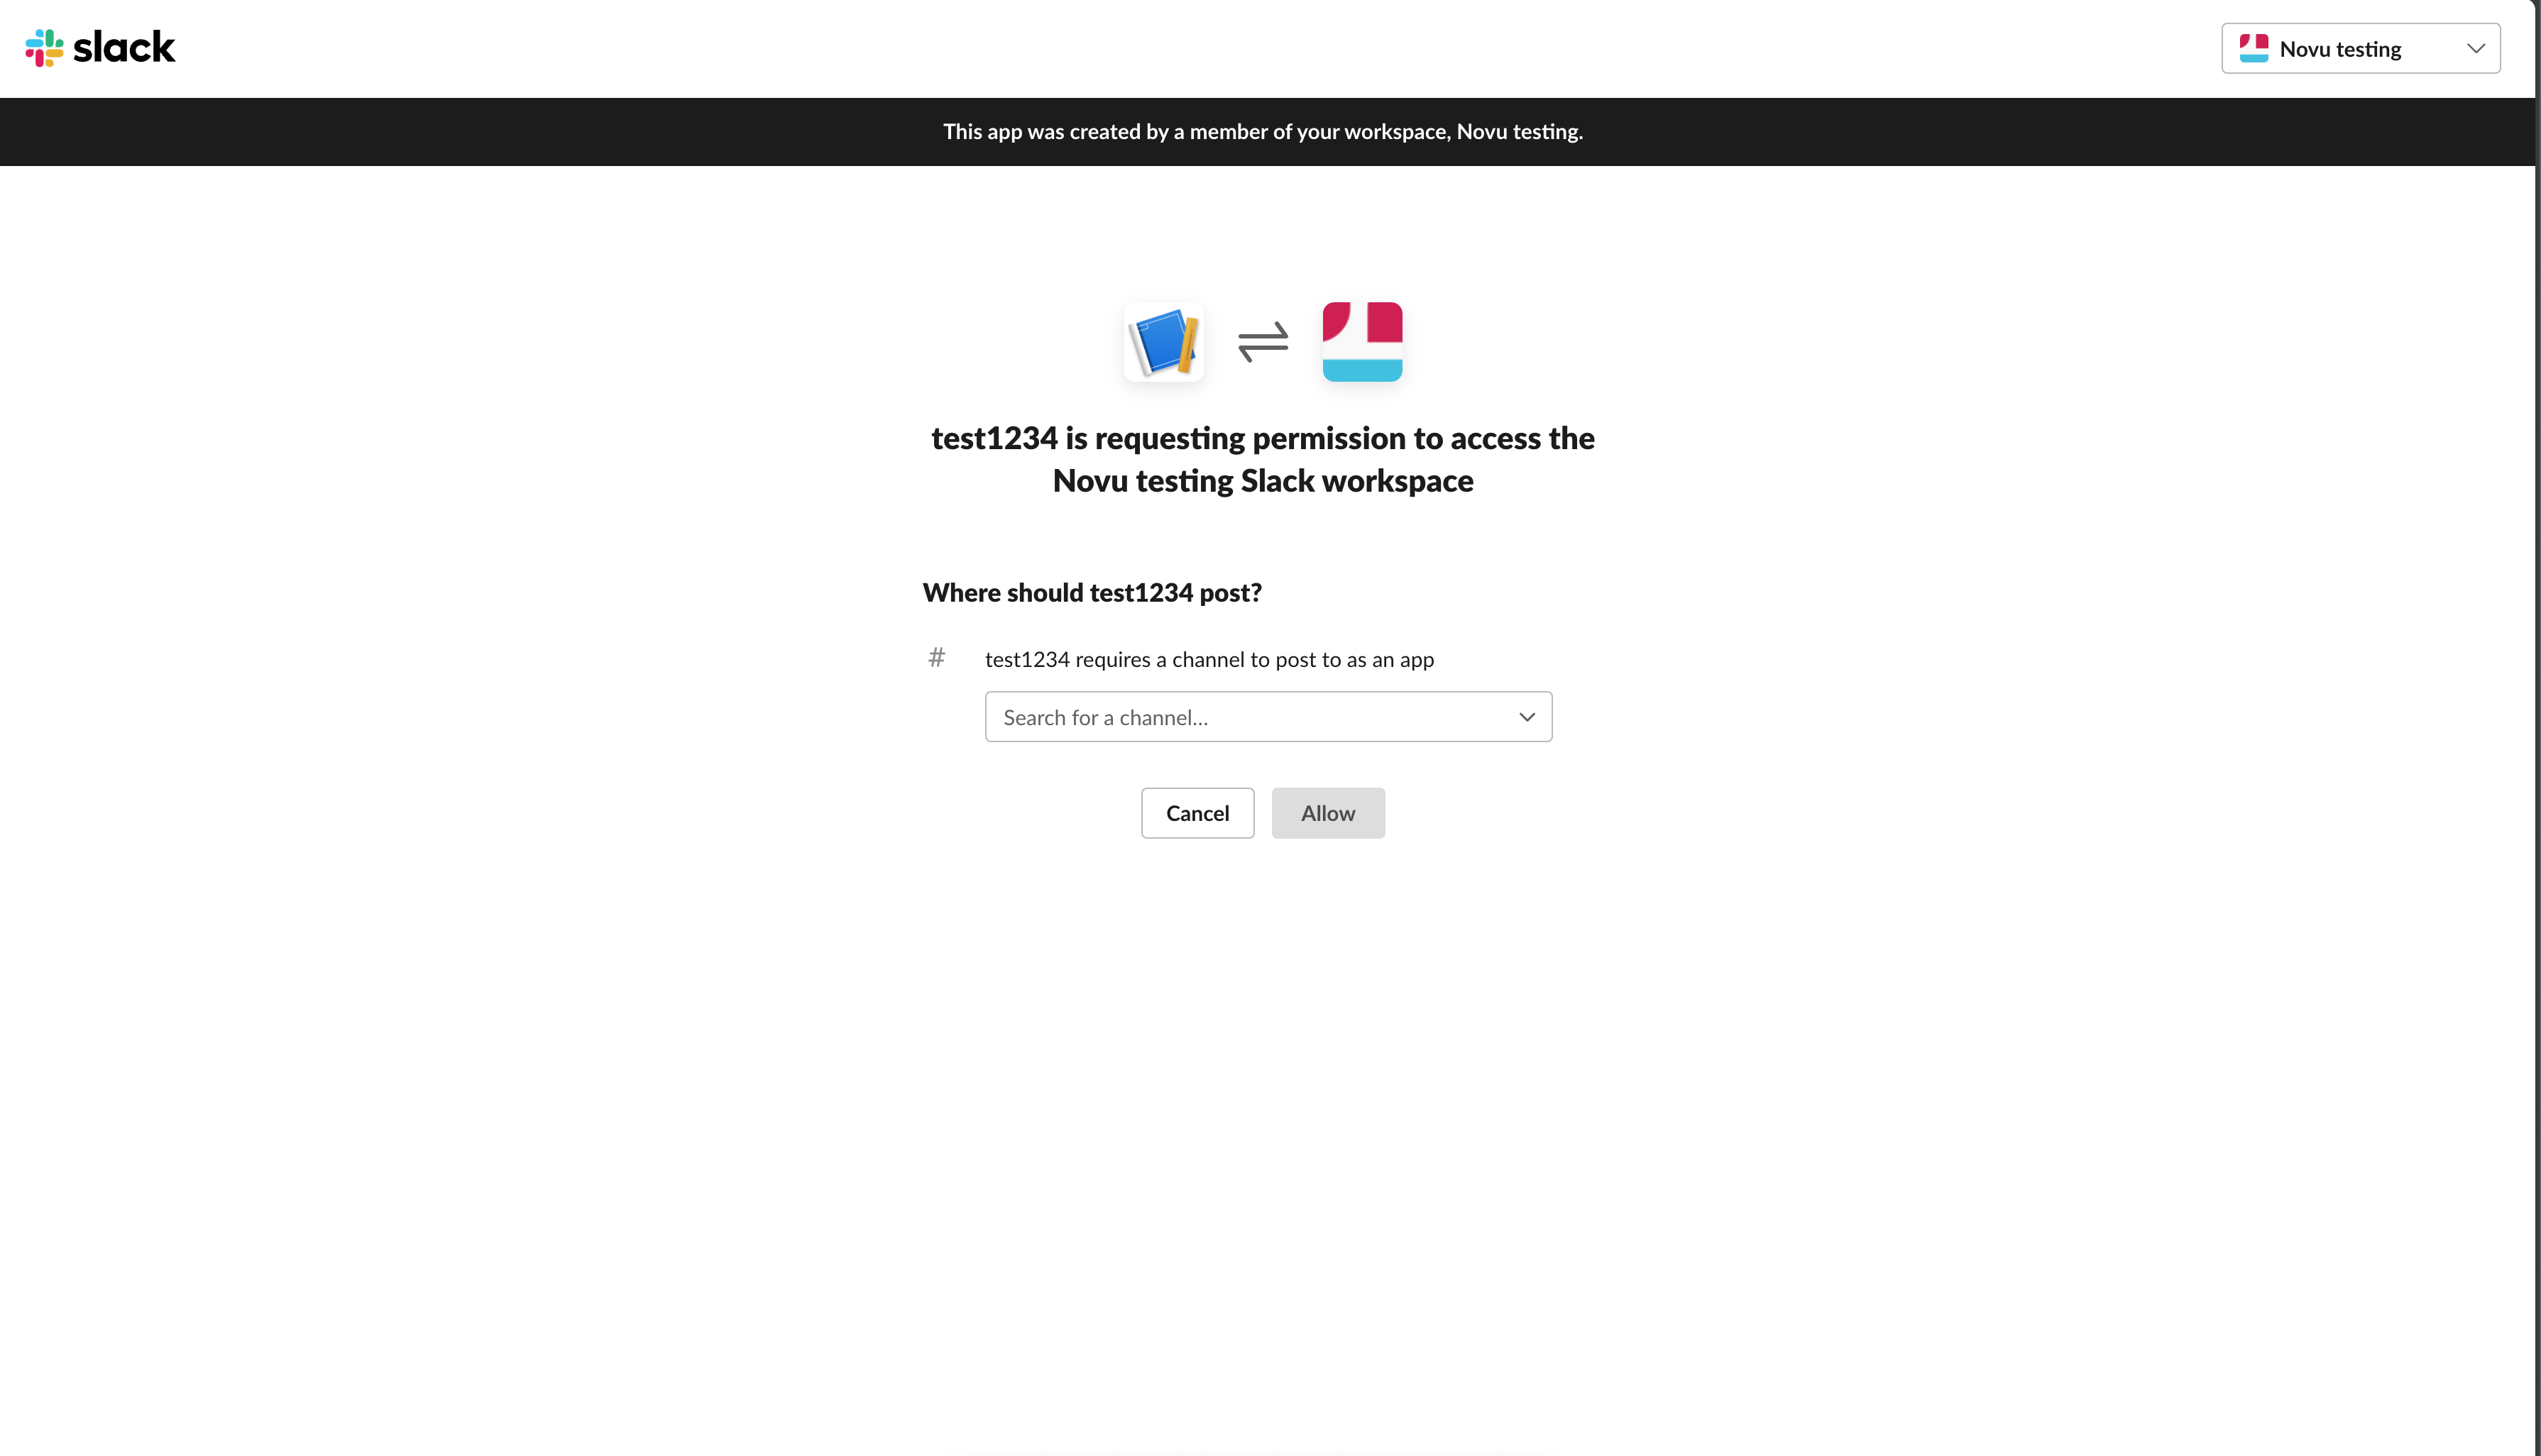 slack
Novu testing
This app was created by a member of your workspace, Novu testing.
test1234 is requesting permission to access the
Novu testing Slack workspace
Where should test1234 post?
# test1234 requires a channel to post to as an app
Search for a channel...
Cancel
Allow